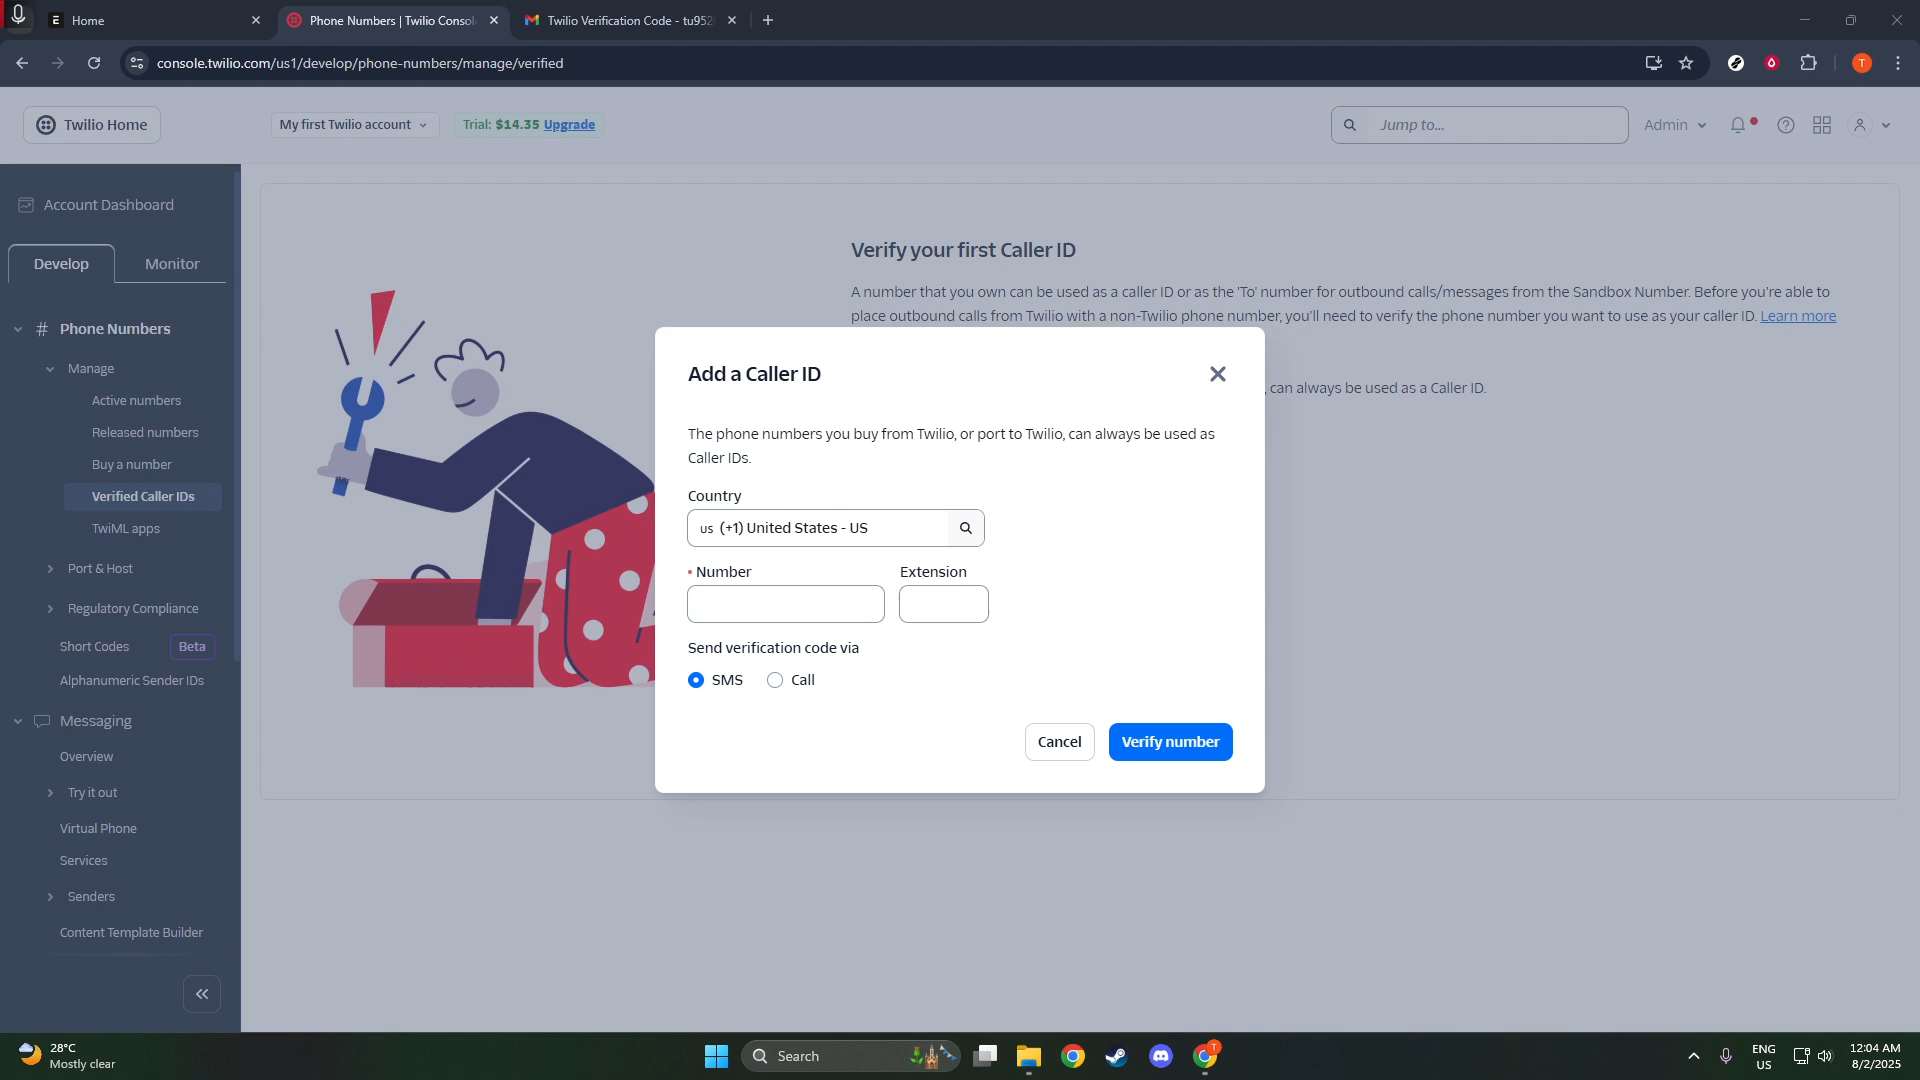 Home
Phone Numbers | Twilio Consol
Twilio Verification Code - tu952
console.twilio.com/us1/develop/phone-numbers/manage/verified
T
Twilio Home
My first Twilio account
Trial: $14.35 Upgrade
Jump to...
Admin
Account Dashboard
Develop
Monitor
# Phone Numbers
Manage
Active numbers
Released numbers
Buy a number
Verified Caller IDs
TwiML apps
Port & Host
Regulatory Compliance
Short Codes
Beta
Alphanumeric Sender IDs
Messaging
Overview
Try it out
Virtual Phone
Services
Senders
Content Template Builder
Verify your first Caller ID
A number that you own can be used as a caller ID or as the 'To' number for outbound calls/messages from the Sandbox Number. Before you're able to
place outbound calls from Twilio with a non-Twilio phone number, you'll need to verify the phone number you want to use as your caller ID. Learn more
, can always be used as a Caller ID.
Add a Caller ID
The phone numbers you buy from Twilio, or port to Twilio, can always be used as
Caller IDs.
Country
us (+1) United States - US
Number
Extension
Send verification code via
SMS
Call
Cancel
Verify number
28°C
Mostly clear
Search
T
ENG
US
12:04 AM
8/2/2025